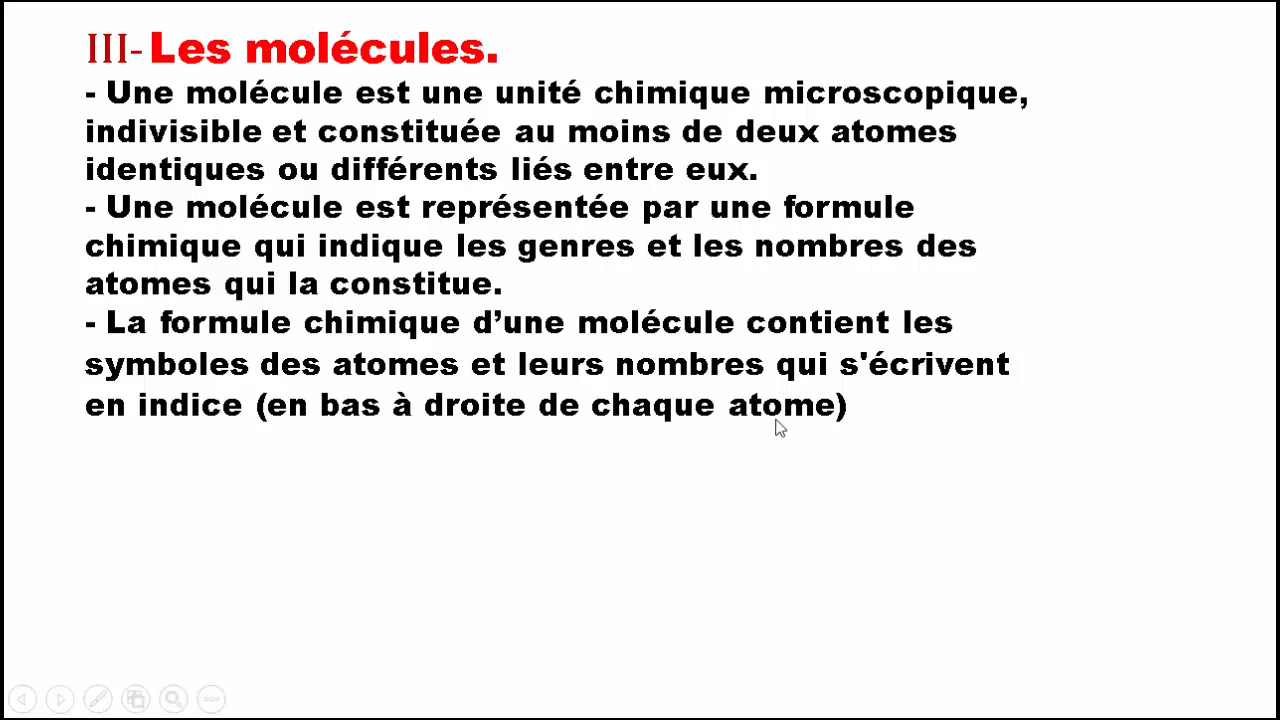 III- Les molécules.
- Une molécule est une unité chimique microscopique,
indivisible et constituée au moins de deux atomes
identiques ou différents liés entre eux.
- Une molécule est représentée par une formule
chimique qui indique les genres et les nombres des
atomes qui la constitue.
- La formule chimique d’une molécule contient les
symboles des atomes et leurs nombres qui s'écrivent
en indice (en bas à droite de chaque atome)